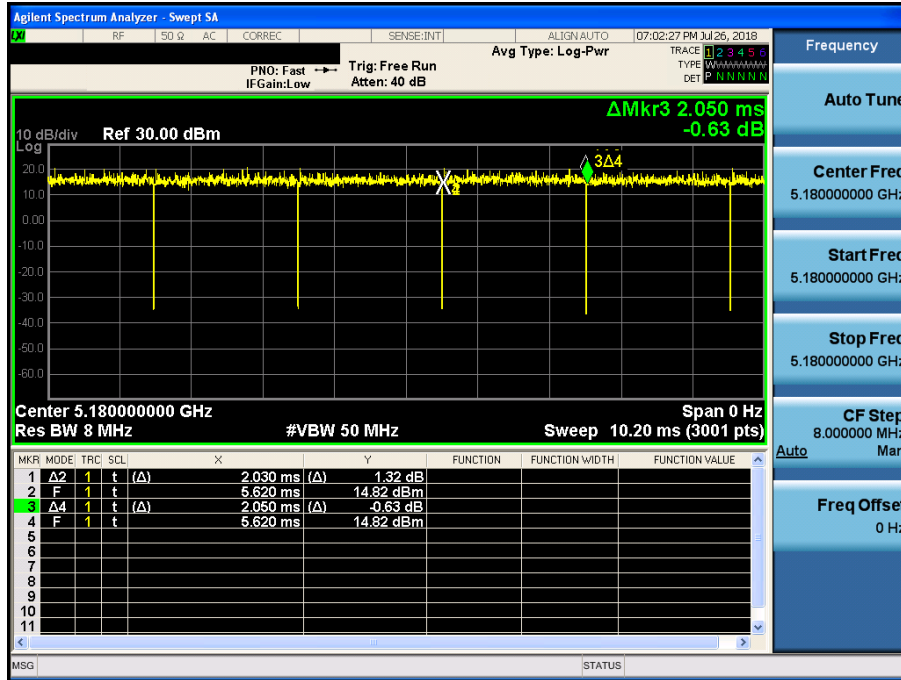 Agilent Spectrum Analyzer - Swept SA
LXI RF 50 Ω AC CORREC SENSE:INT ALIGN AUTO 07:02:27 PM Jul 26, 2018
Avg Type: Log-Pwr TRACE 1 2 3 4 5 6
PNO: Fast Trig: Free Run TYPE
IFGain:Low Atten: 40 dB DET P N N N N N
Frequency
ΔMkr3 2.050 ms
10 dB/div Ref 30.00 dBm -0.63 dB
Log
3Δ4
20.0
10.0
0.00
-10.0
-20.0
-30.0
-40.0
-50.0
-60.0
Center 5.180000000 GHz Span 0 Hz
Res BW 8 MHz #VBW 50 MHz Sweep 10.20 ms (3001 pts)
MKR MODE TRC SCL X Y FUNCTION FUNCTION WIDTH FUNCTION VALUE
1 Δ2 1 t (Δ) 2.030 ms (Δ) 1.32 dB
2 F 1 t 5.620 ms 14.82 dBm
3 Δ4 1 t (Δ) 2.050 ms (Δ) -0.63 dB
4 F 1 t 5.620 ms 14.82 dBm
5
6
7
8
9
10
11
MSG STATUS
Auto Tune
Center Freq
5.180000000 GHz
Start Freq
5.180000000 GHz
Stop Freq
5.180000000 GHz
CF Step
8.000000 MHz
Auto Man
Freq Offset
0 Hz